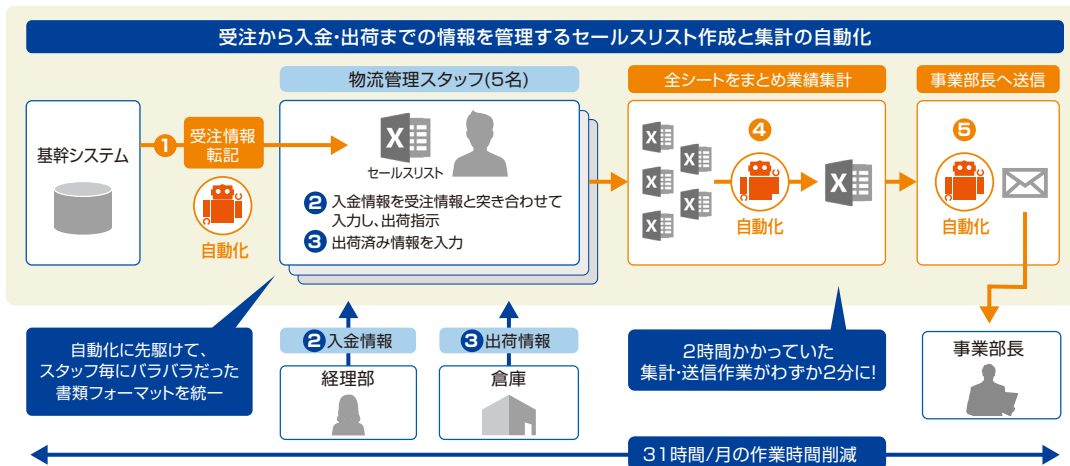 受注から入金・出荷までの情報を管理するセールスリスト作成と集計の自動化
基幹システム
1
受注情報
転記
自動化
物流管理スタッフ(5名)
X
セールスリスト
2 入金情報を受注情報と突き合わせて
入力し、出荷指示
3 出荷済み情報を入力
全シートをまとめ業績集計
X
X
X
X
X
4
自動化
X
事業部長へ送信
5
自動化
自動化に先駆けて、
スタッフ毎にバラバラだった
書類フォーマットを統一
2 入金情報
経理部
3 出荷情報
倉庫
2時間かかっていた
集計・送信作業がわずか2分に!
事業部長
31時間/月の作業時間削減